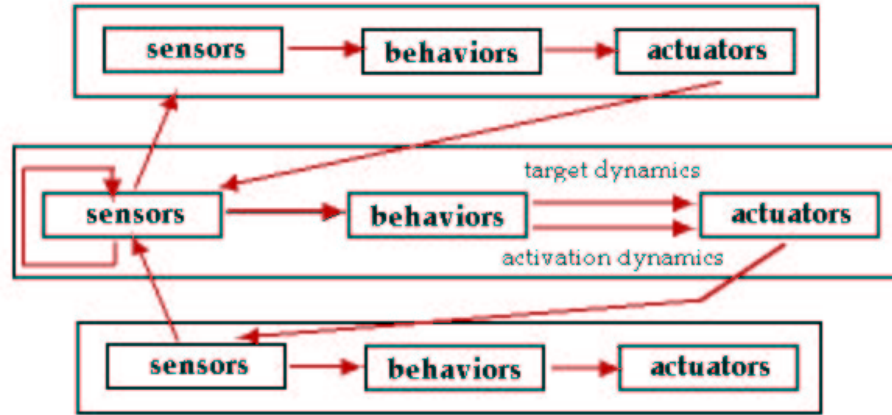 sensors behaviors actuators
target dynamics
sensors behaviors actuators
activation dynamics
sensors behaviors actuators